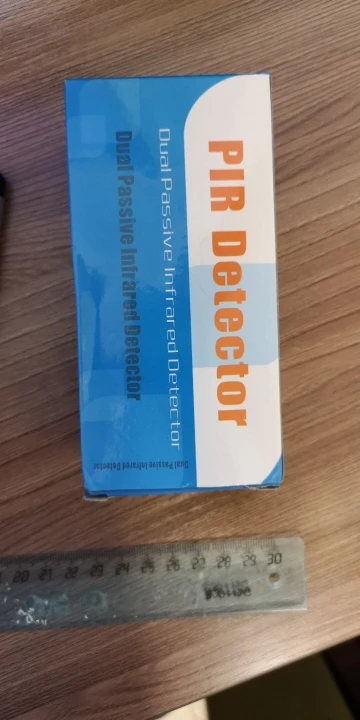 PIR Detector
Dual Passive Infrared Detector
Dual Passive Infrared Detector
Dual Passive Infrared Detector
20 21 22 23 24 25 26 27 28 29 30